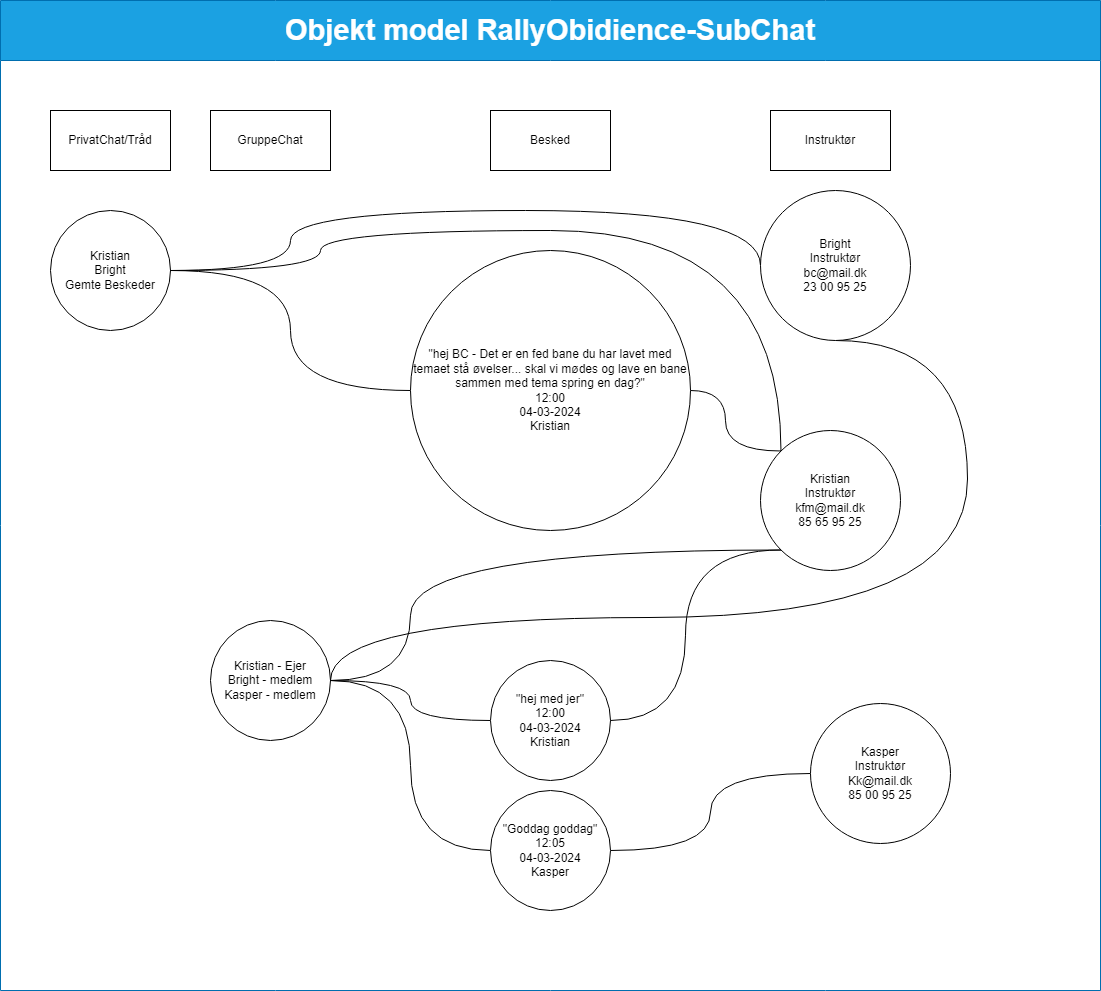 Objekt model RallyObidience-SubChat
PrivatChat/Tråd
GruppeChat
Besked
Instruktør
Kristian
Bright
Gemte Beskeder
Bright
Instruktør
bc@mail.dk
23 00 95 25
"hej BC - Det er en fed bane du har lavet med
temaet stå øvelser... skal vi mødes og lave en bane
sammen med tema spring en dag?"
12:00
04-03-2024
Kristian
Kristian
Instruktør
kfm@mail.dk
85 65 95 25
Kristian - Ejer
Bright - medlem
Kasper - medlem
"hej med jer"
12:00
04-03-2024
Kristian
Kasper
Instruktør
Kk@mail.dk
85 00 95 25
"Goddag goddag"
12:05
04-03-2024
Kasper